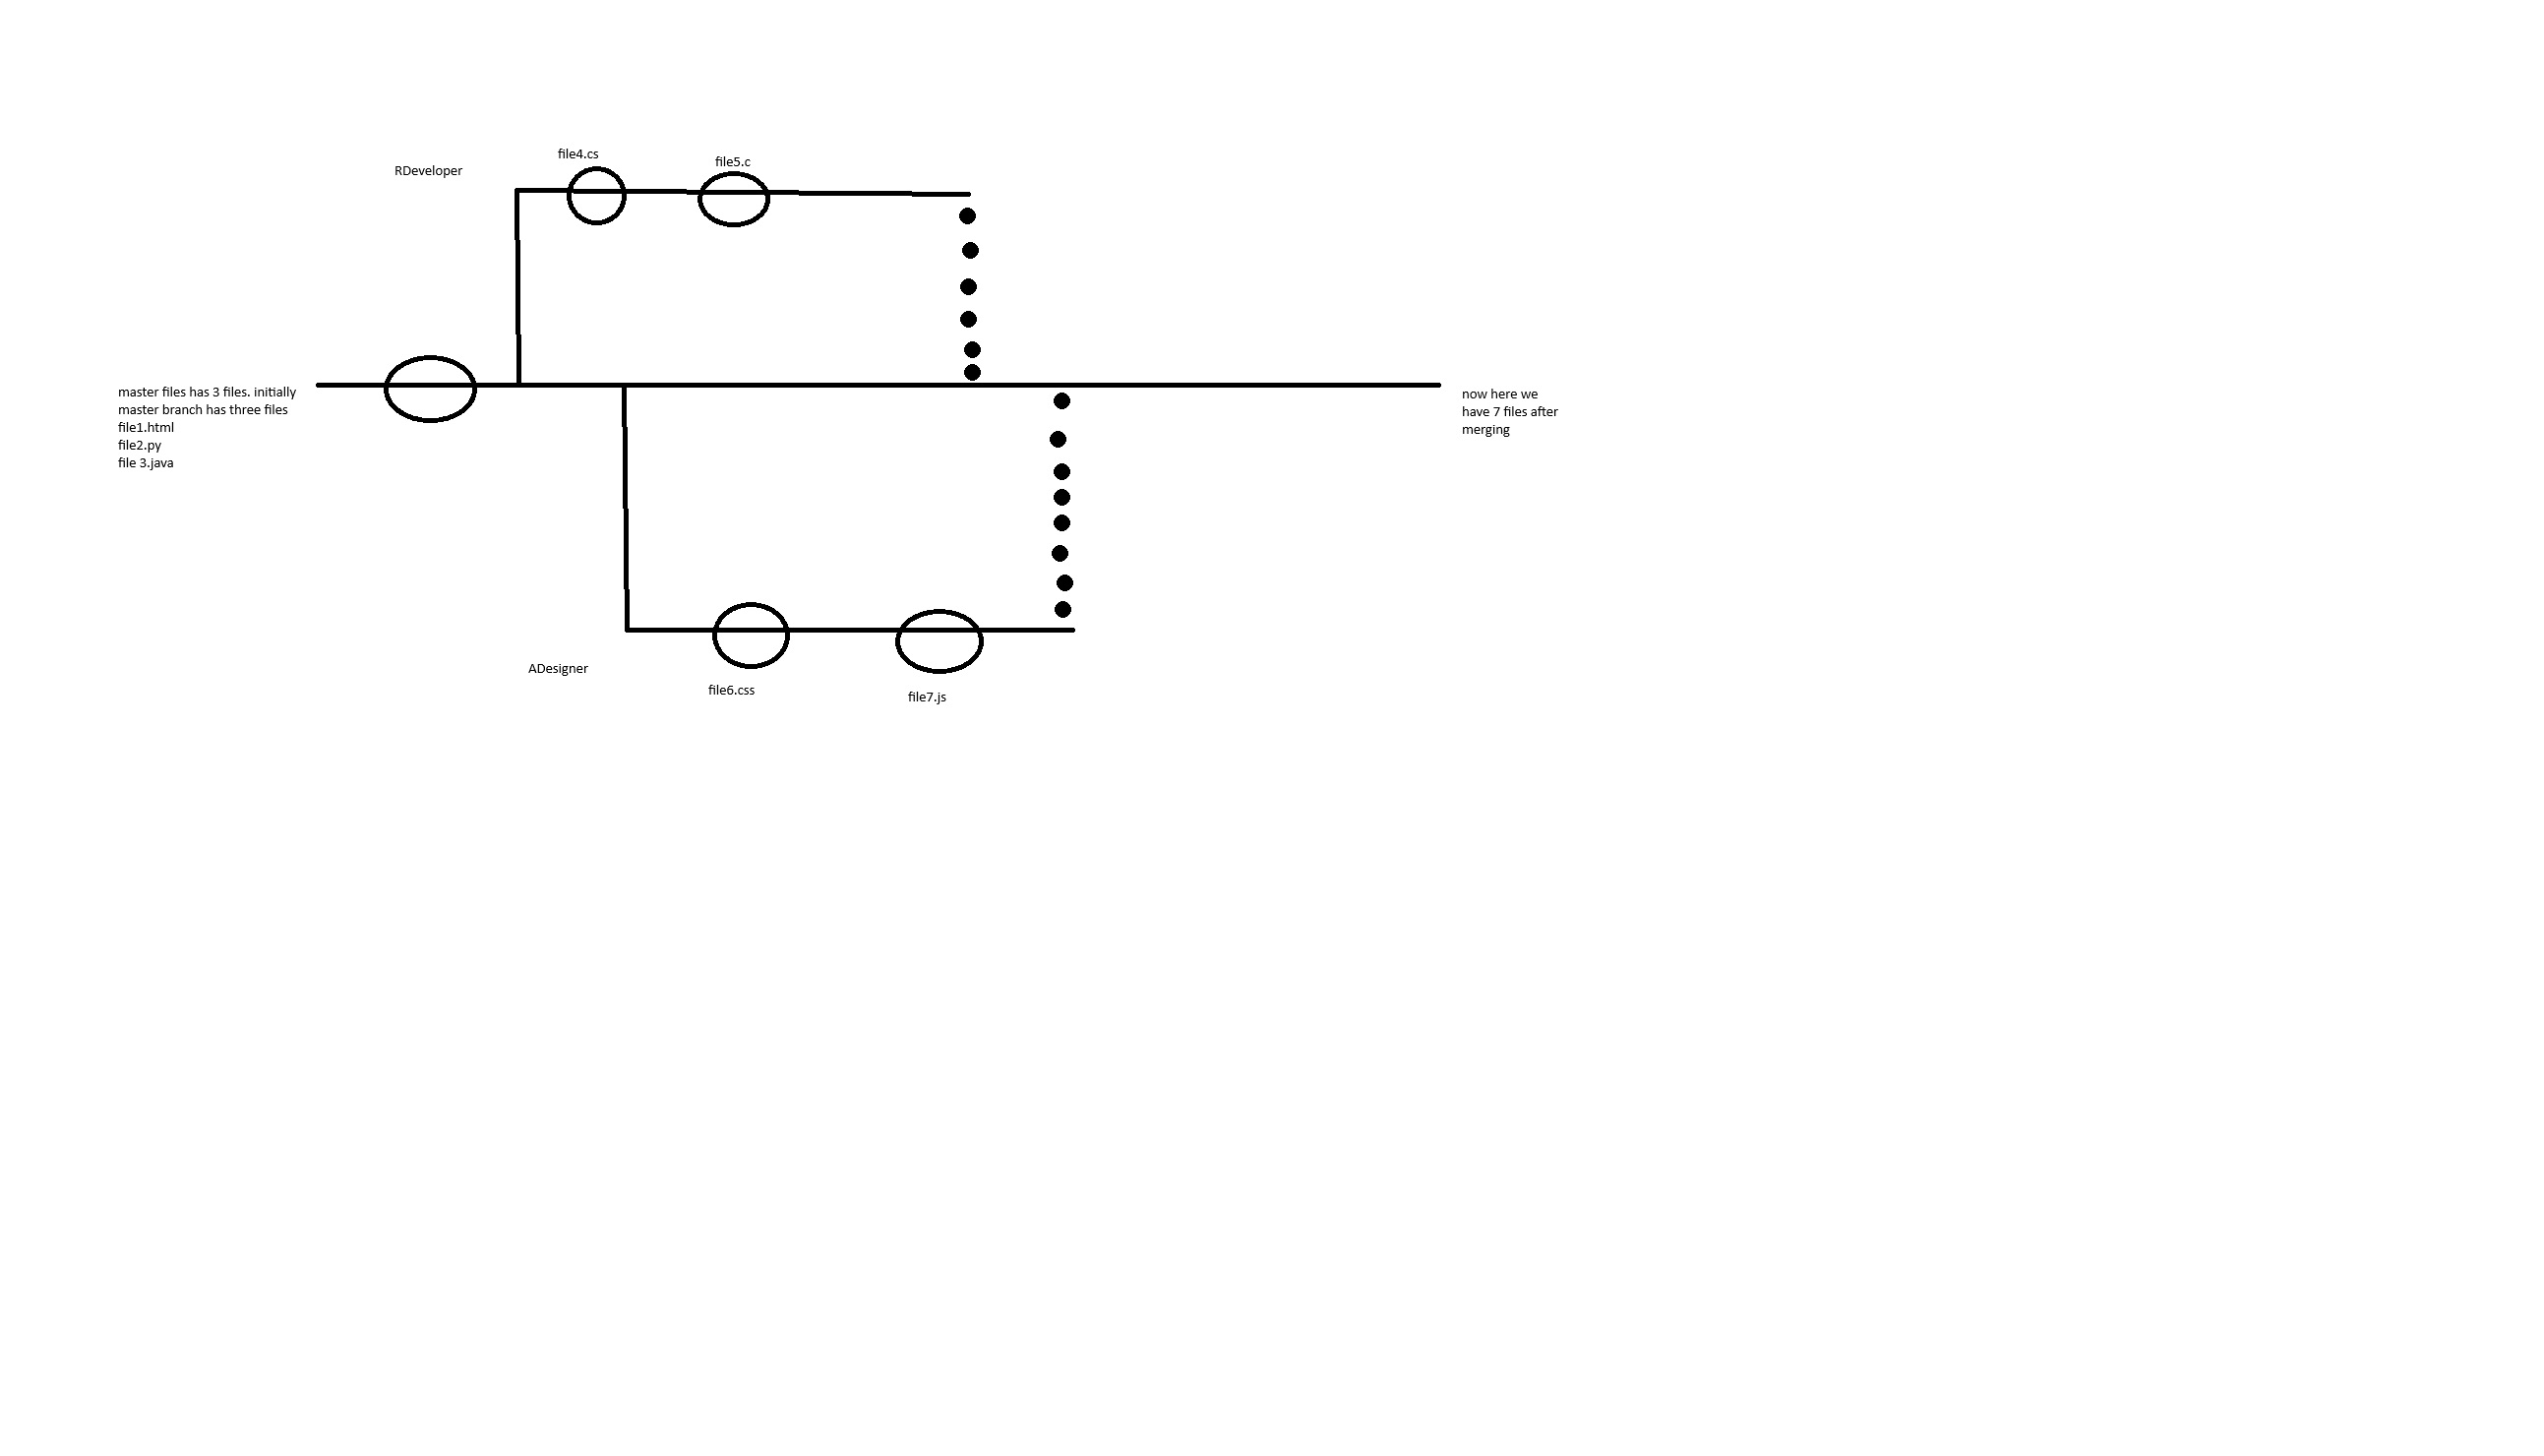 file4.cs
file5.c
RDeveloper
master files has 3 files. initially
master branch has three files
file1.html
file2.py
file 3.java
now here we
have 7 files after
merging
ADesigner
file6.css
file7.js